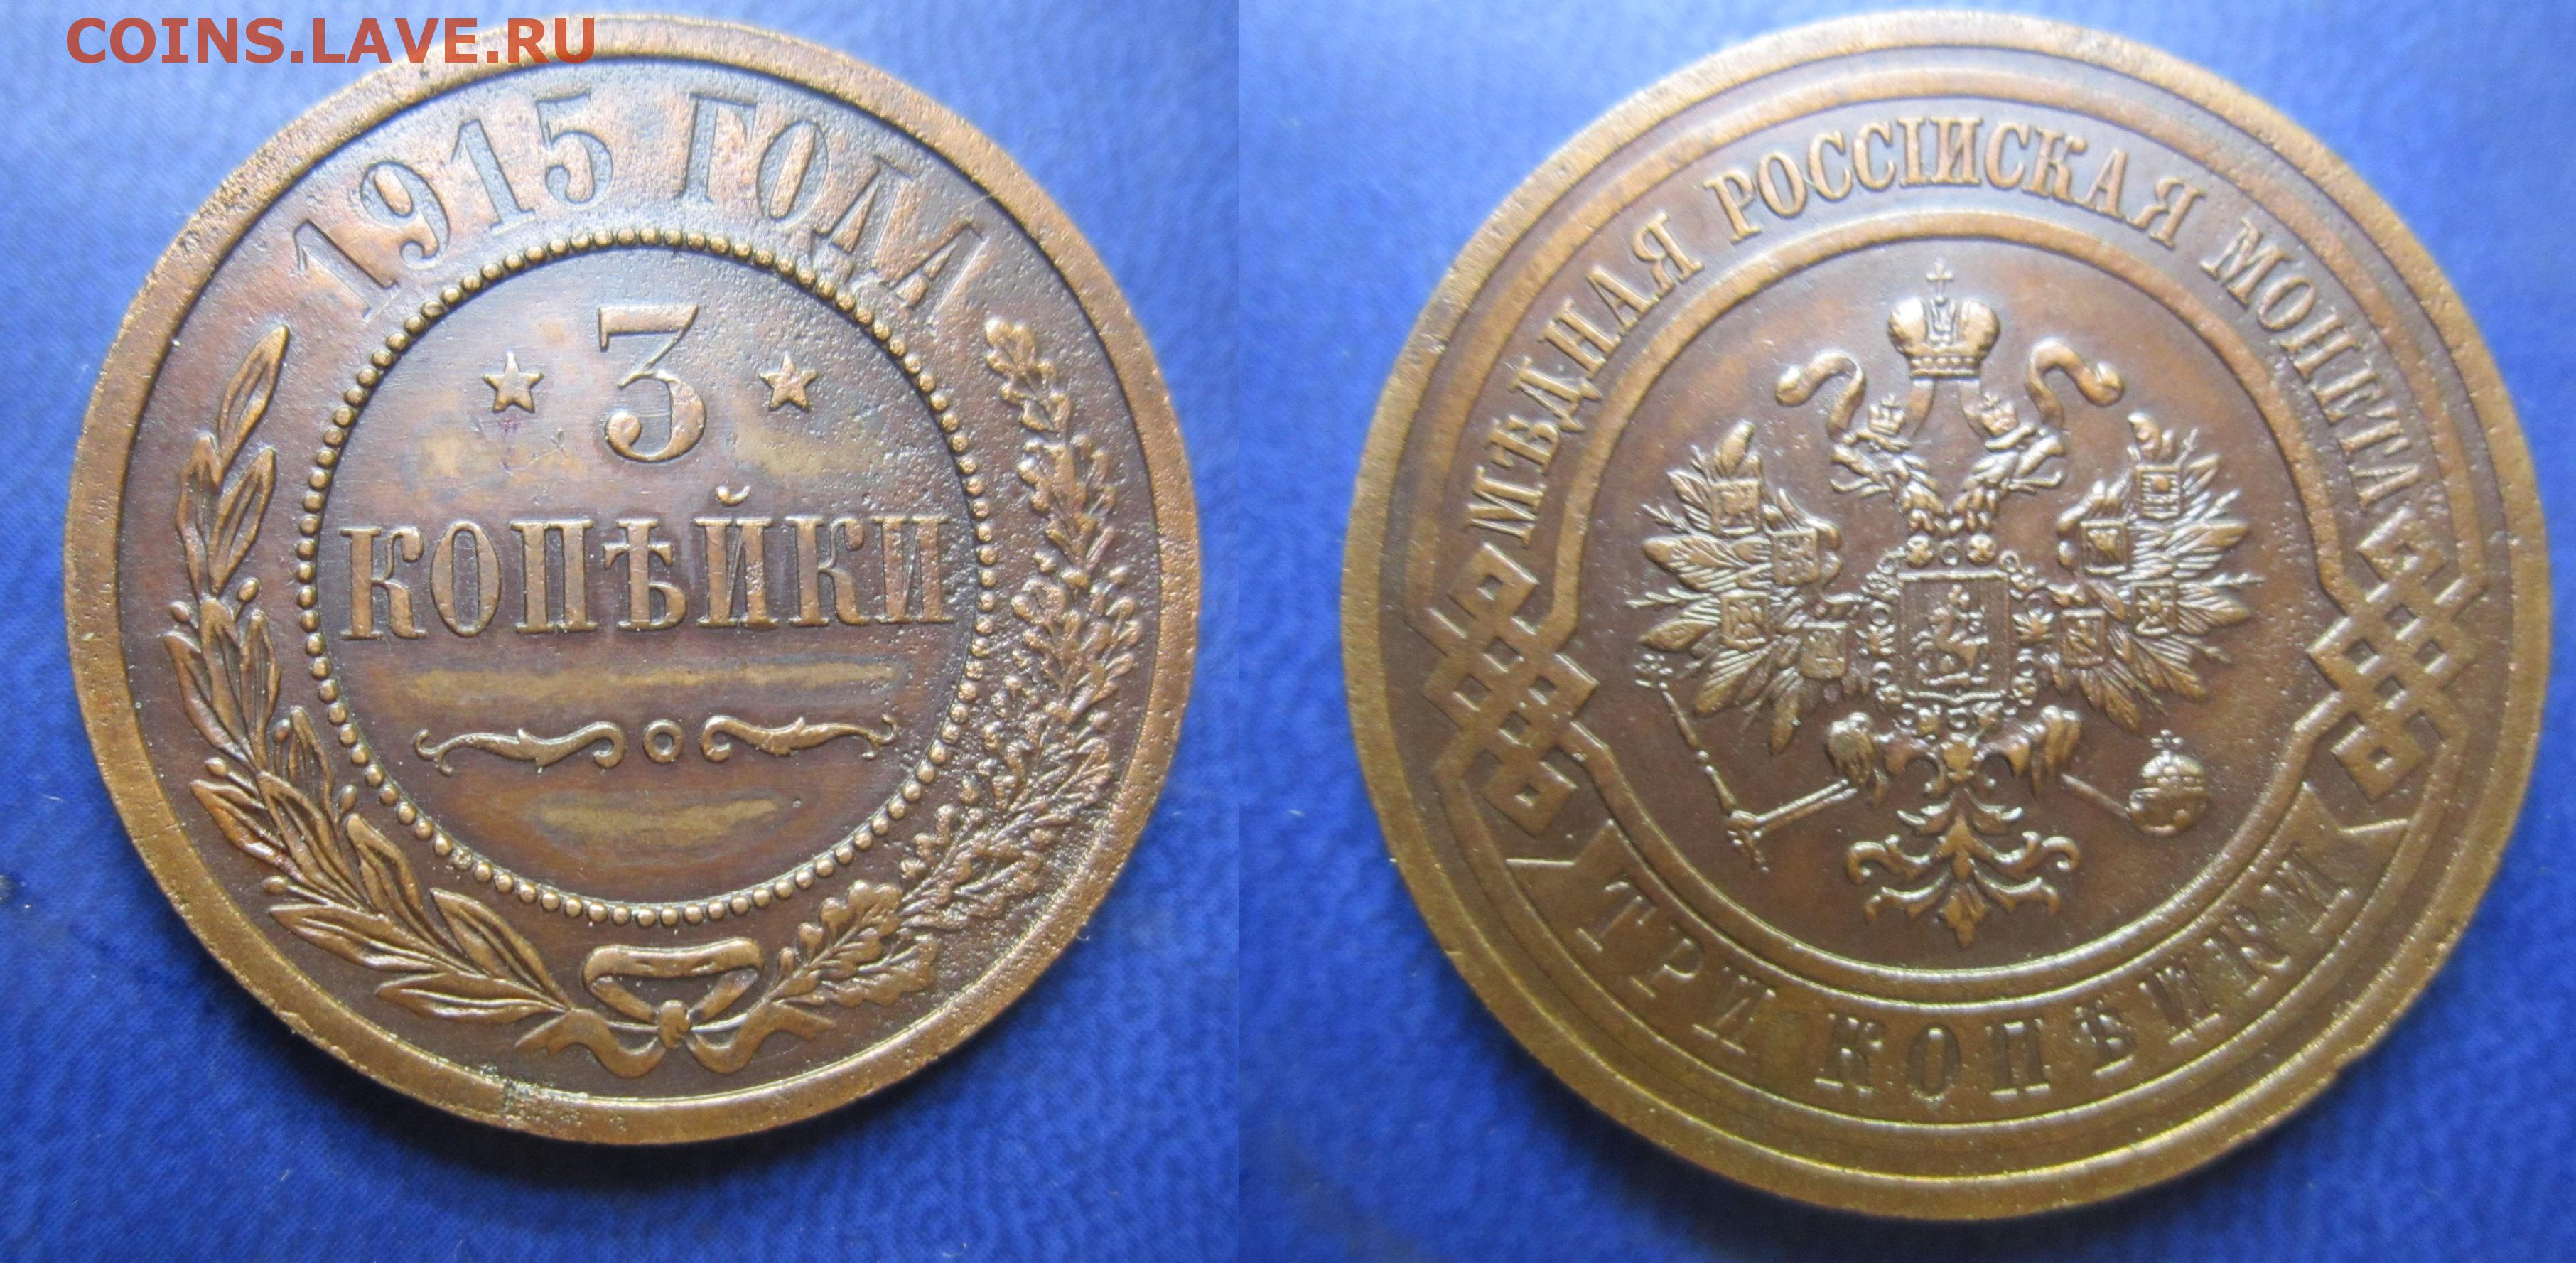 COINS.LAVE.RU
1915 ГОДА
3
КОПѢЙКИ
МѢДНАЯ РОССІЙСКАЯ МОНЕТА
ТРИ КОПѢЙКИ